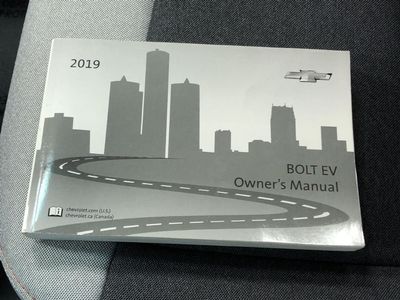 2019
BOLT EV
Owner's Manual
chevrolet.com (U.S.)
chevrolet.ca (Canada)